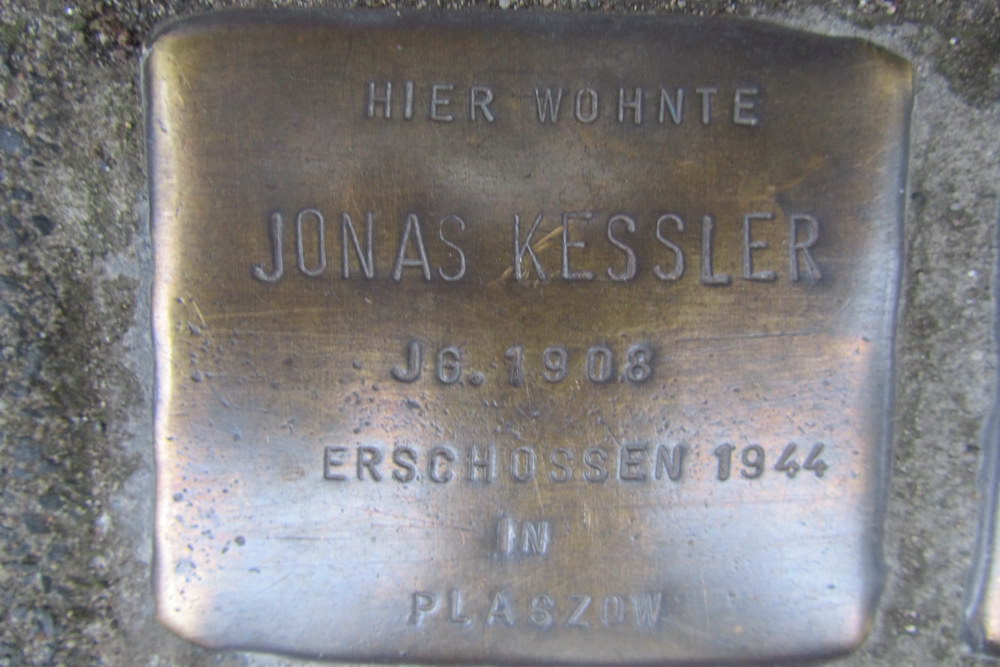 HIER WOHNTE
JONAS KESSLER
JG. 1908
ERSCHOSSEN 1944
IN
PLASZOW